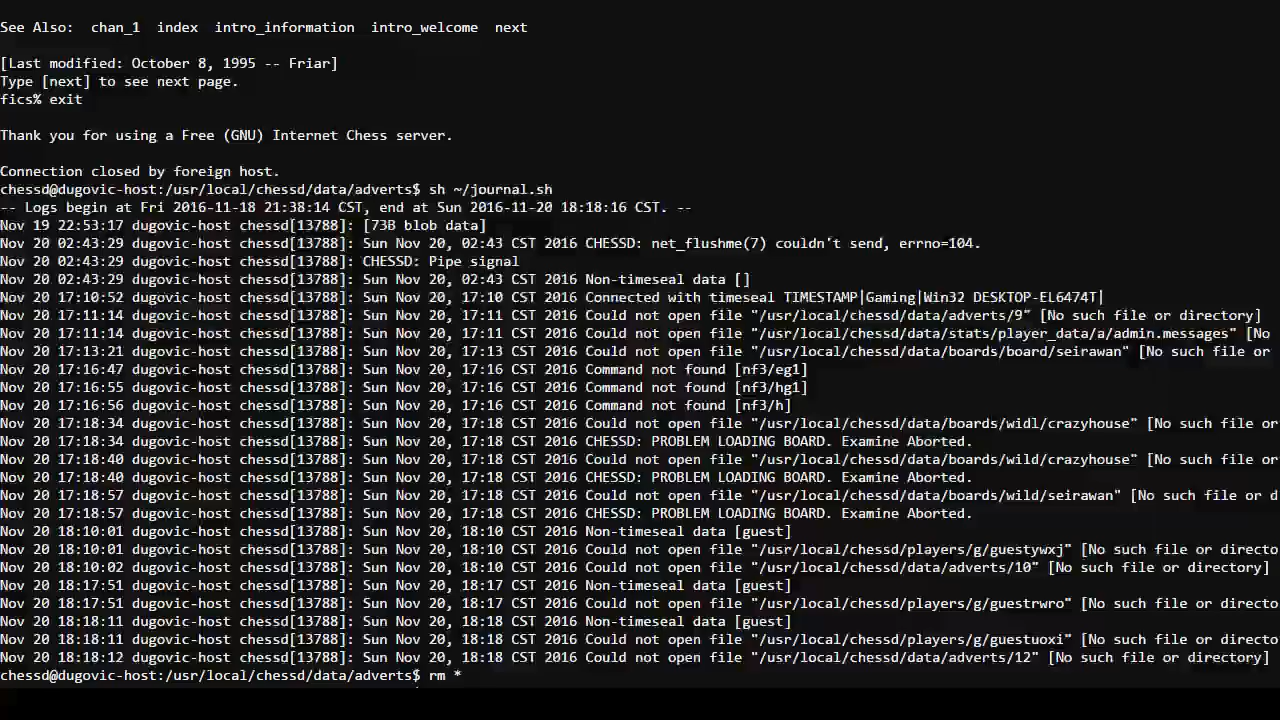 See Also:  chan_1  index  intro_information  intro_welcome  next
[Last modified: October 8, 1995 -- Friar]
Type [next] to see next page.
fics% exit
Thank you for using a Free (GNU) Internet Chess server.
Connection closed by foreign host.
chessd@dugovic-host:/usr/local/chessd/data/adverts$ sh ~/journal.sh
-- Logs begin at Fri 2016-11-18 21:38:14 CST, end at Sun 2016-11-20 18:18:16 CST. --
Nov 19 22:53:17 dugovic-host chessd[13788]: [73B blob data]
Nov 20 02:43:29 dugovic-host chessd[13788]: Sun Nov 20, 02:43 CST 2016 CHESSD: net_flushme(7) couldn't send, errno=104.
Nov 20 02:43:29 dugovic-host chessd[13788]: CHESSD: Pipe signal
Nov 20 02:43:29 dugovic-host chessd[13788]: Sun Nov 20, 02:43 CST 2016 Non-timeseal data []
Nov 20 17:10:52 dugovic-host chessd[13788]: Sun Nov 20, 17:10 CST 2016 Connected with timeseal TIMESTAMP|Gaming|Win32 DESKTOP-EL6474T|
Nov 20 17:11:14 dugovic-host chessd[13788]: Sun Nov 20, 17:11 CST 2016 Could not open file "/usr/local/chessd/data/adverts/9" [No such file or directory]
Nov 20 17:11:14 dugovic-host chessd[13788]: Sun Nov 20, 17:11 CST 2016 Could not open file "/usr/local/chessd/data/stats/player_data/a/admin.messages" [No
Nov 20 17:13:21 dugovic-host chessd[13788]: Sun Nov 20, 17:13 CST 2016 Could not open file "/usr/local/chessd/data/boards/board/seirawan" [No such file or
Nov 20 17:16:47 dugovic-host chessd[13788]: Sun Nov 20, 17:16 CST 2016 Command not found [nf3/eg1]
Nov 20 17:16:55 dugovic-host chessd[13788]: Sun Nov 20, 17:16 CST 2016 Command not found [nf3/hg1]
Nov 20 17:16:56 dugovic-host chessd[13788]: Sun Nov 20, 17:16 CST 2016 Command not found [nf3/h]
Nov 20 17:18:34 dugovic-host chessd[13788]: Sun Nov 20, 17:18 CST 2016 Could not open file "/usr/local/chessd/data/boards/widl/crazyhouse" [No such file or
Nov 20 17:18:34 dugovic-host chessd[13788]: Sun Nov 20, 17:18 CST 2016 CHESSD: PROBLEM LOADING BOARD. Examine Aborted.
Nov 20 17:18:40 dugovic-host chessd[13788]: Sun Nov 20, 17:18 CST 2016 Could not open file "/usr/local/chessd/data/boards/wild/crazyhouse" [No such file or
Nov 20 17:18:40 dugovic-host chessd[13788]: Sun Nov 20, 17:18 CST 2016 CHESSD: PROBLEM LOADING BOARD. Examine Aborted.
Nov 20 17:18:57 dugovic-host chessd[13788]: Sun Nov 20, 17:18 CST 2016 Could not open file "/usr/local/chessd/data/boards/wild/seirawan" [No such file or d
Nov 20 17:18:57 dugovic-host chessd[13788]: Sun Nov 20, 17:18 CST 2016 CHESSD: PROBLEM LOADING BOARD. Examine Aborted.
Nov 20 18:10:01 dugovic-host chessd[13788]: Sun Nov 20, 18:10 CST 2016 Non-timeseal data [guest]
Nov 20 18:10:01 dugovic-host chessd[13788]: Sun Nov 20, 18:10 CST 2016 Could not open file "/usr/local/chessd/players/g/guestywxj" [No such file or directo
Nov 20 18:10:02 dugovic-host chessd[13788]: Sun Nov 20, 18:10 CST 2016 Could not open file "/usr/local/chessd/data/adverts/10" [No such file or directory]
Nov 20 18:17:51 dugovic-host chessd[13788]: Sun Nov 20, 18:17 CST 2016 Non-timeseal data [guest]
Nov 20 18:17:51 dugovic-host chessd[13788]: Sun Nov 20, 18:17 CST 2016 Could not open file "/usr/local/chessd/players/g/guestrwro" [No such file or directo
Nov 20 18:18:11 dugovic-host chessd[13788]: Sun Nov 20, 18:18 CST 2016 Non-timeseal data [guest]
Nov 20 18:18:11 dugovic-host chessd[13788]: Sun Nov 20, 18:18 CST 2016 Could not open file "/usr/local/chessd/players/g/guestuoxi" [No such file or directo
Nov 20 18:18:12 dugovic-host chessd[13788]: Sun Nov 20, 18:18 CST 2016 Could not open file "/usr/local/chessd/data/adverts/12" [No such file or directory]
chessd@dugovic-host:/usr/local/chessd/data/adverts$ rm *